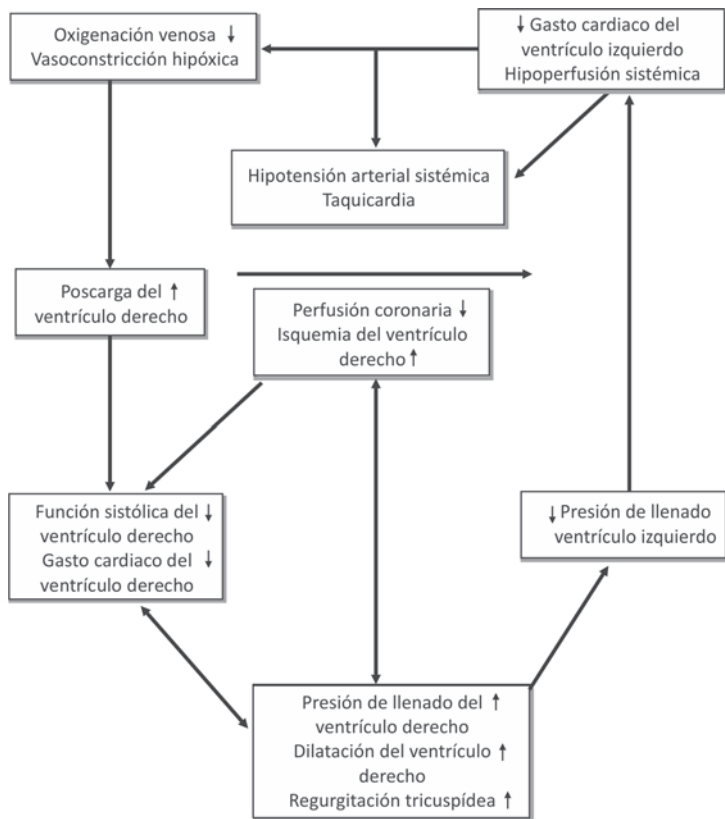 Oxigenación venosa ↓
Vasoconstricción hipóxica
↓ Gasto cardiaco del
ventrículo izquierdo
Hipoperfusión sistémica
Hipotensión arterial sistémica
Taquicardia
Poscarga del ↑
ventrículo derecho
Perfusión coronaria ↓
Isquemia del ventrículo
derecho ↑
Función sistólica del ↓
ventrículo derecho
Gasto cardiaco del ↓
ventrículo derecho
↓ Presión de llenado
ventrículo izquierdo
Presión de llenado del ↑
ventrículo derecho
Dilatación del ventrículo ↑
derecho
Regurgitación tricuspídea ↑